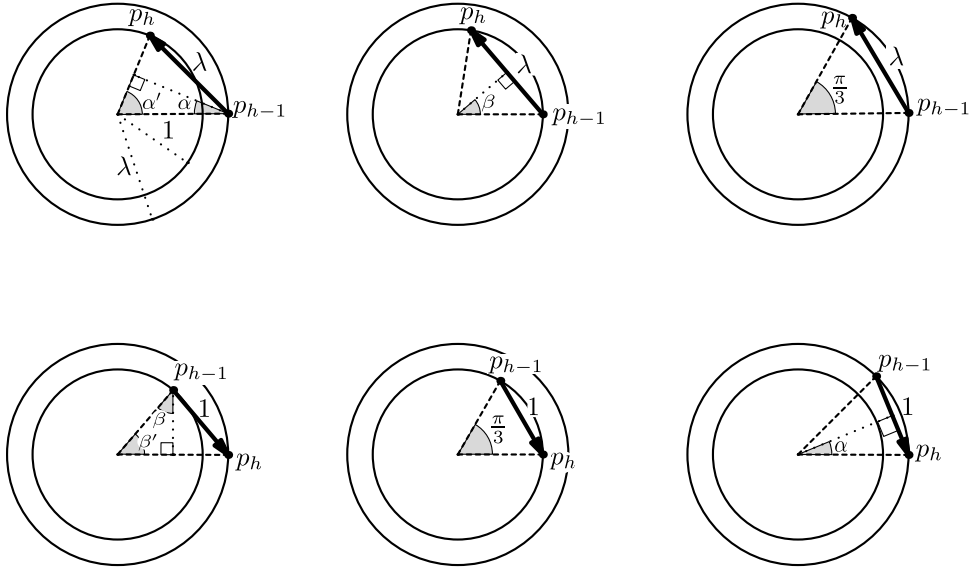 p_h
λ
α′ α p_{h−1}
1
λ
p_h
λ
β p_{h−1}
p_h
λ
π/3 p_{h−1}
p_{h−1}
1
β
β′
p_h
p_{h−1}
1
π/3
p_h
p_{h−1}
1
α p_h